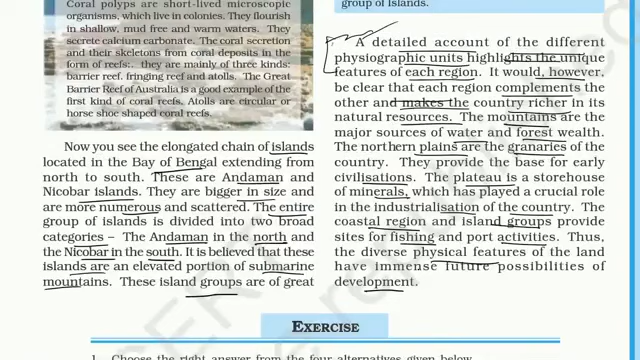 Coral polyps are short-lived microscopic
organisms, which live in colonies. They flourish
in shallow, mud free and warm waters. They
secrete calcium carbonate. The coral secretion
and their skeletons from coral deposits in the
form of reefs:. they are mainly of three kinds:
barrier reef. fringing reef and atolls. The Great
Barrier Reef of Australia is a good example of the
first kind of coral reefs. Atolls are circular or
horse shoe shaped coral reefs.
Now you see the elongated chain of islands
located in the Bay of Bengal extending from
north to south. These are Andaman and
Nicobar islands. They are bigger in size and
are more numerous and scattered. The entire
group of islands is divided into two broad
categories – The Andaman in the north and
the Nicobar in the south. It is believed that these
islands are an elevated portion of submarine
mountains. These island groups are of great
group of Islands.
A detailed account of the different
physiographic units highlights the unique
features of each region. It would, however,
be clear that each region complements the
other and makes the country richer in its
natural resources. The mountains are the
major sources of water and forest wealth.
The northern plains are the granaries of the
country. They provide the base for early
civilisations. The plateau is a storehouse
of minerals, which has played a crucial role
in the industrialisation of the country. The
coastal region and island groups provide
sites for fishing and port activities. Thus,
the diverse physical features of the land
have immense future possibilities of
development.
EXERCISE
1. Choose the right answer from the four alternatives given below.